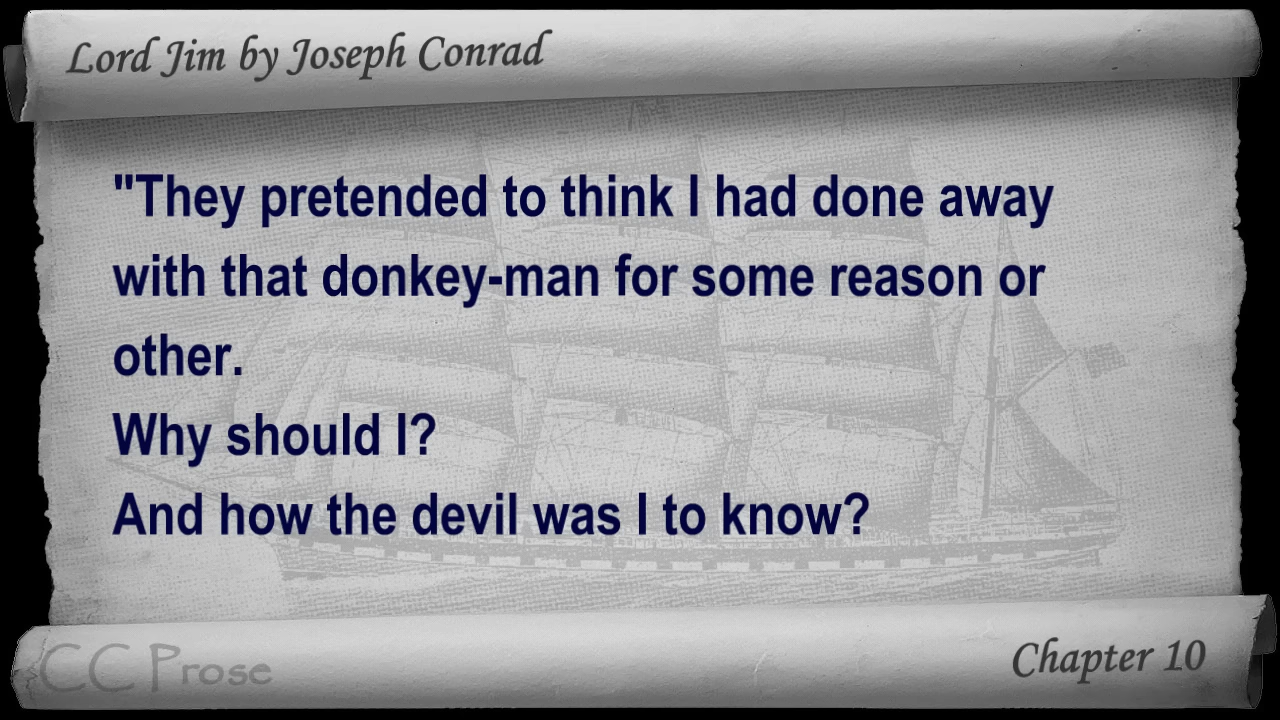 Lord Jim by Joseph Conrad
"They pretended to think I had done away
with that donkey-man for some reason or
other.
Why should I?
And how the devil was I to know?
CC Prose
Chapter 10